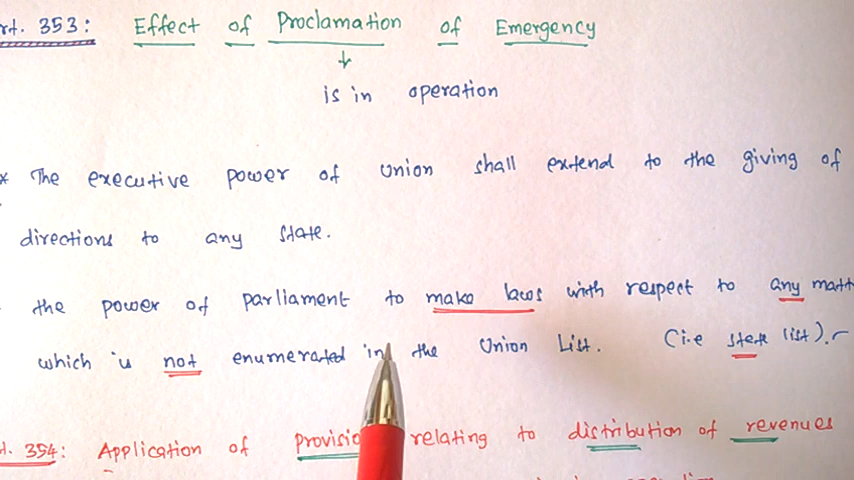 rt. 353: Effect of Proclamation of Emergency
is in operation
* The executive power of Union shall extend to the giving of
directions to any state.
the power of parliament to make laws with respect to any matt
which is not enumerated in the Union List. (i.e state list).
t. 354: Application of provisio relating to distribution of revenues